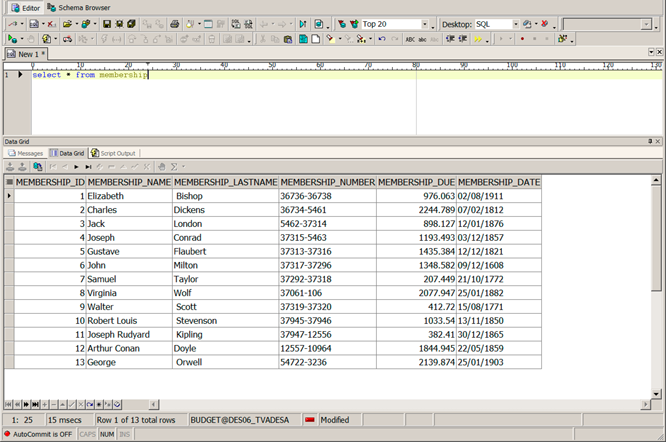 Editor Schema Browser
Top 20 Desktop: SQL
ABC abc
New 1 *
0 10 20 30 40 50 60 70 80 90 100 110 120 130
1 select * from membership
Data Grid
Messages Data Grid Script Output
MEMBERSHIP_ID MEMBERSHIP_NAME MEMBERSHIP_LASTNAME MEMBERSHIP_NUMBER MEMBERSHIP_DUE MEMBERSHIP_DATE
1 Elizabeth Bishop 36736-36738 976.063 02/08/1911
2 Charles Dickens 36734-5461 2244.789 07/02/1812
3 Jack London 5462-37314 898.127 12/01/1876
4 Joseph Conrad 37315-5463 1193.493 03/12/1857
5 Gustave Flaubert 37313-37316 1435.384 12/12/1821
6 John Milton 37317-37296 1348.582 09/12/1608
7 Samuel Taylor 37292-37318 207.449 21/10/1772
8 Virginia Wolf 37061-106 2077.947 25/01/1882
9 Walter Scott 37319-37320 412.72 15/08/1771
10 Robert Louis Stevenson 37945-37946 1033.54 13/11/1850
11 Joseph Rudyard Kipling 37947-12556 382.41 30/12/1865
12 Arthur Conan Doyle 12557-10964 1844.945 22/05/1859
13 George Orwell 54722-3236 2139.874 25/01/1903
1: 25 15 msecs Row 1 of 13 total rows BUDGET@DES06_TVADESA Modified
AutoCommit is OFF CAPS NUM INS